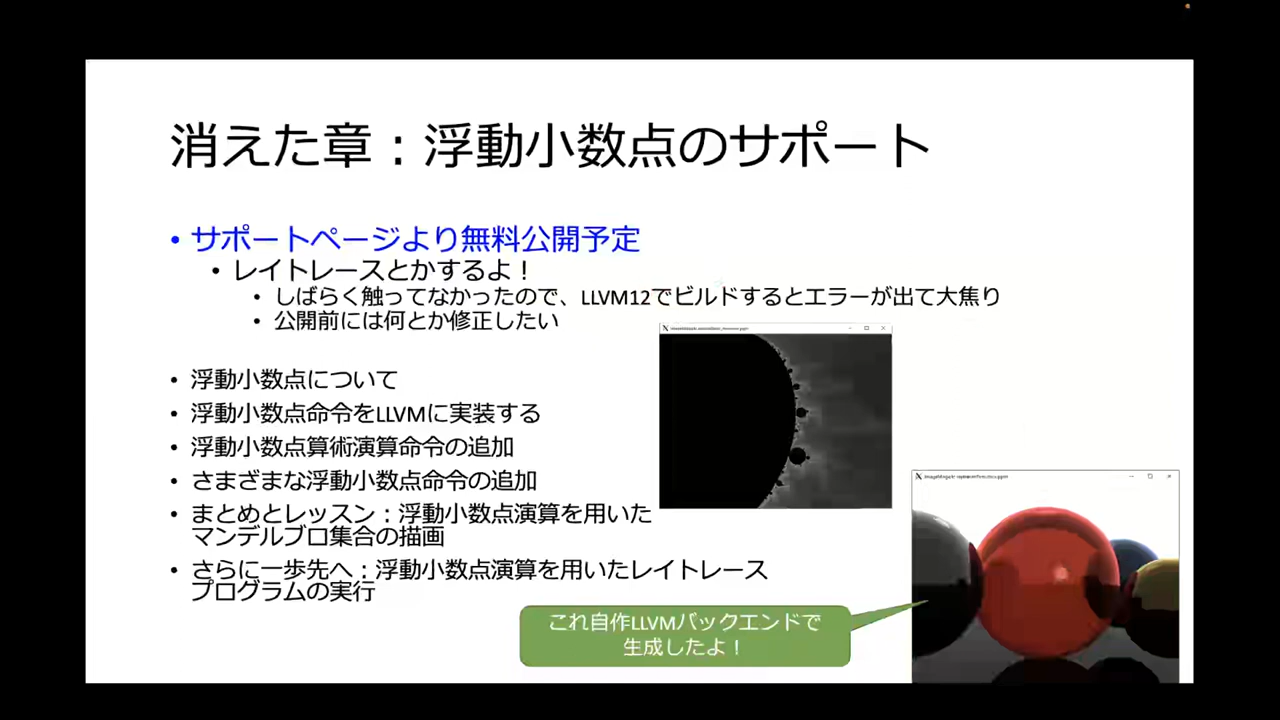 消えた章：浮動小数点のサポート
• サポートページより無料公開予定
• レイトレースとかするよ！
• しばらく触ってなかったので、LLVM12でビルドするとエラーが出て大焦り
• 公開前には何とか修正したい
• 浮動小数点について
• 浮動小数点命令をLLVMに実装する
• 浮動小数点算術演算命令の追加
• さまざまな浮動小数点命令の追加
• まとめとレッスン：浮動小数点演算を用いた
マンデルブロ集合の描画
• さらに一歩先へ：浮動小数点演算を用いたレイトレース
プログラムの実行
これ自作LLVMバックエンドで
生成したよ！